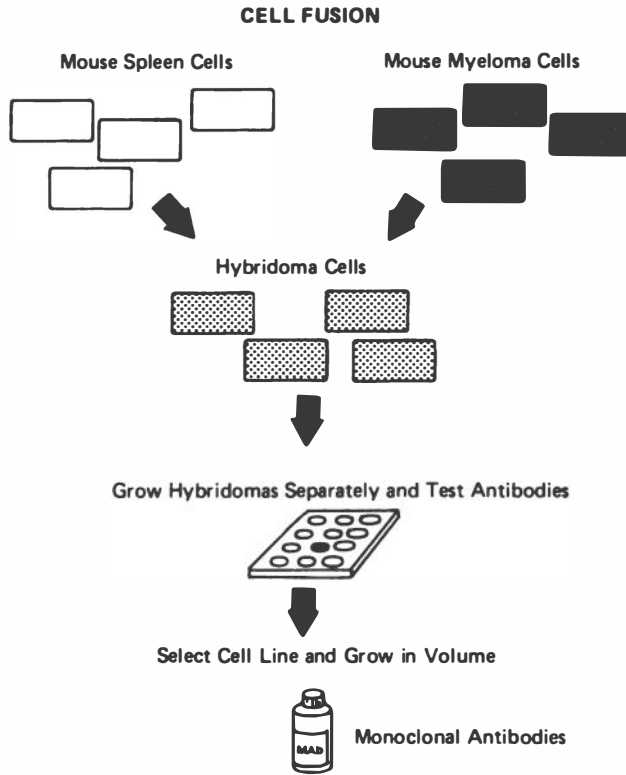 CELL FUSION
Mouse Spleen Cells
Mouse Myeloma Cells
Hybridoma Cells
Grow Hybridomas Separately and Test Antibodies
Select Cell Line and Grow in Volume
MAb
Monoclonal Antibodies